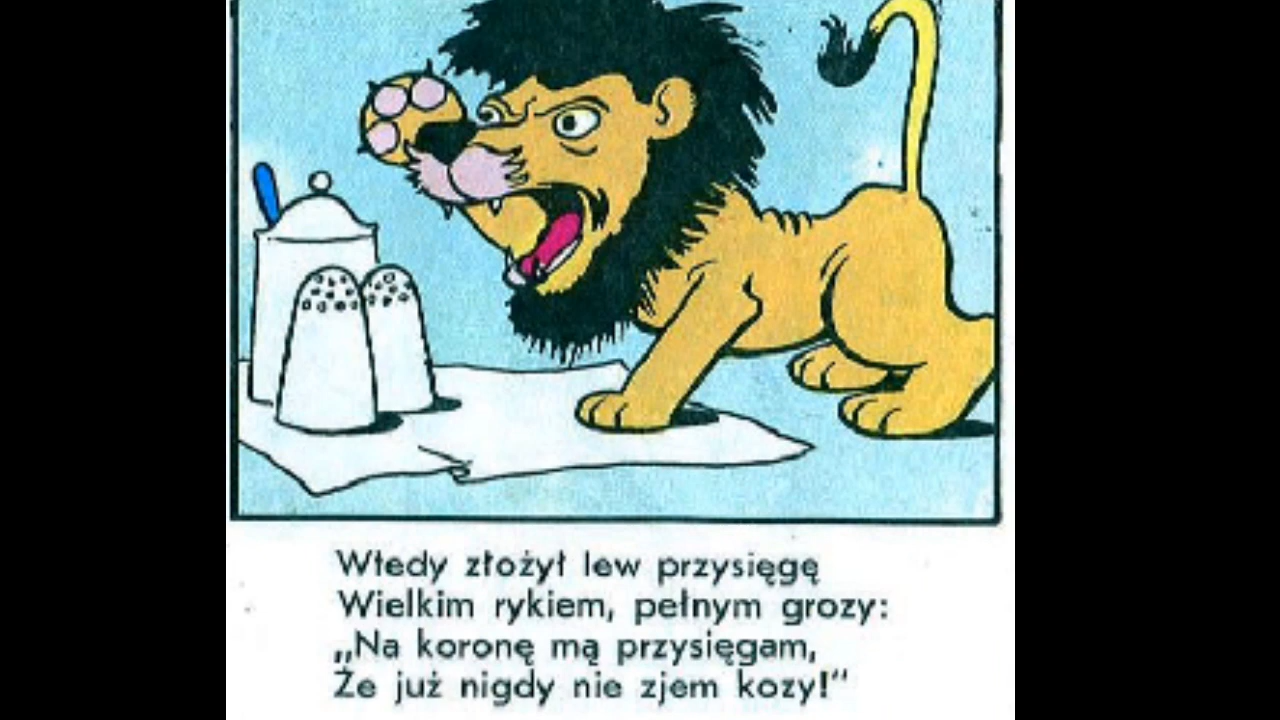 Wtedy złożył lew przysięgę
Wielkim rykiem, pełnym grozy:
„Na koronę mą przysięgam,
Że już nigdy nie zjem kozy!“